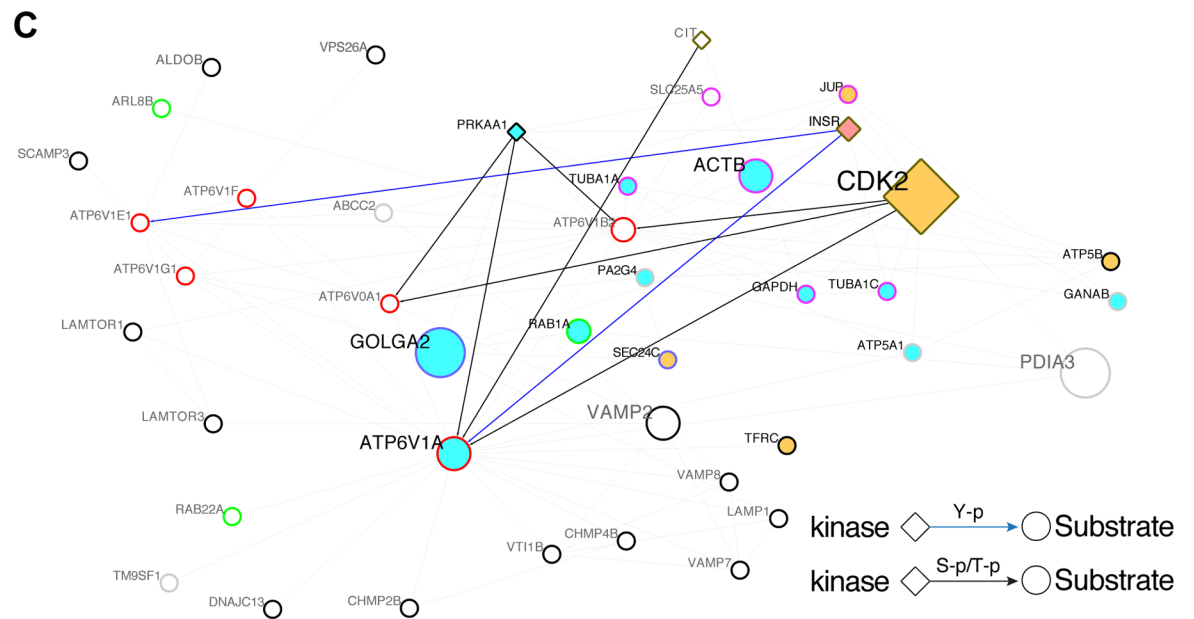 C
CIT
VPS26A
ALDOB
SLC25A5
JUP
ARL8B
PRKAA1
INSR
SCAMP3
ACTB
TUBA1A
CDK2
ATP6V1F
ABCC2
ATP6V1E1
ATP6V1B2
ATP5B
ATP6V1G1
PA2G4
GAPDH
TUBA1C
GANAB
ATP6V0A1
LAMTOR1
RAB1A
GOLGA2
SEC24C
ATP5A1
PDIA3
LAMTOR3
VAMP2
ATP6V1A
TFRC
VAMP8
RAB22A
LAMP1
Y-p
kinase
Substrate
CHMP4B
VTI1B
VAMP7
S-p/T-p
kinase
Substrate
TM9SF1
DNAJC13
CHMP2B